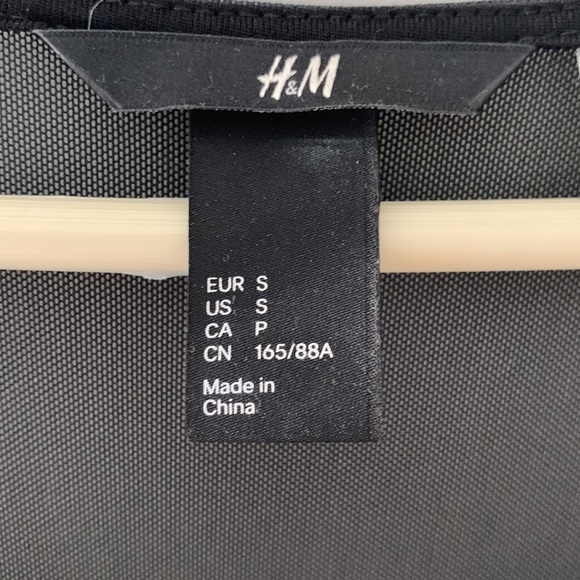 H&M
EUR S
US S
CA P
CN 165/88A
Made in
China